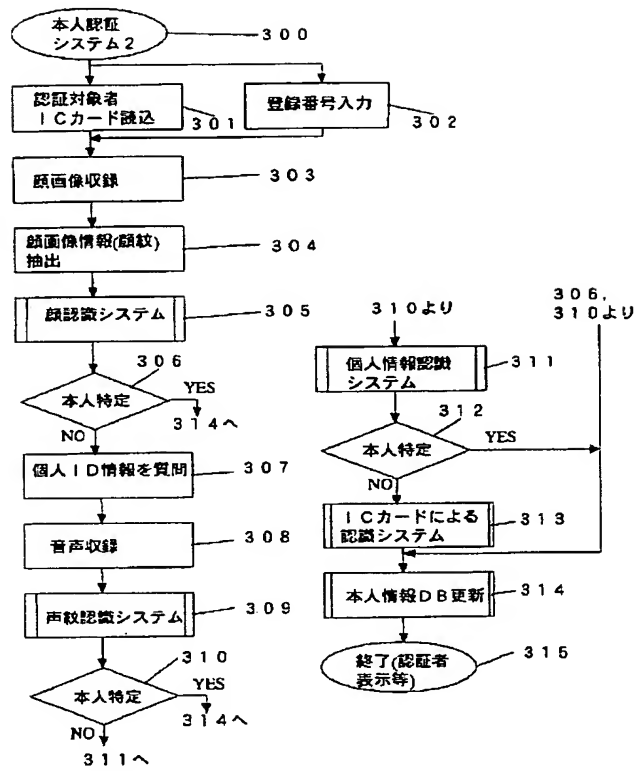 本人認証
システム2
300
認証対象者
ICカード読込
301
登録番号入力
302
顔画像収録
303
顔画像情報(顔紋)
抽出
304
顔認識システム
305
306
本人特定
YES
314へ
NO
個人ID情報を質問
307
音声収録
308
声紋認識システム
309
310
本人特定
YES
314へ
NO
311へ
310より
306,
310より
個人情報認識
システム
311
312
本人特定
YES
NO
ICカードによる
認識システム
313
本人情報DB更新
314
終了(認証者
表示等)
315